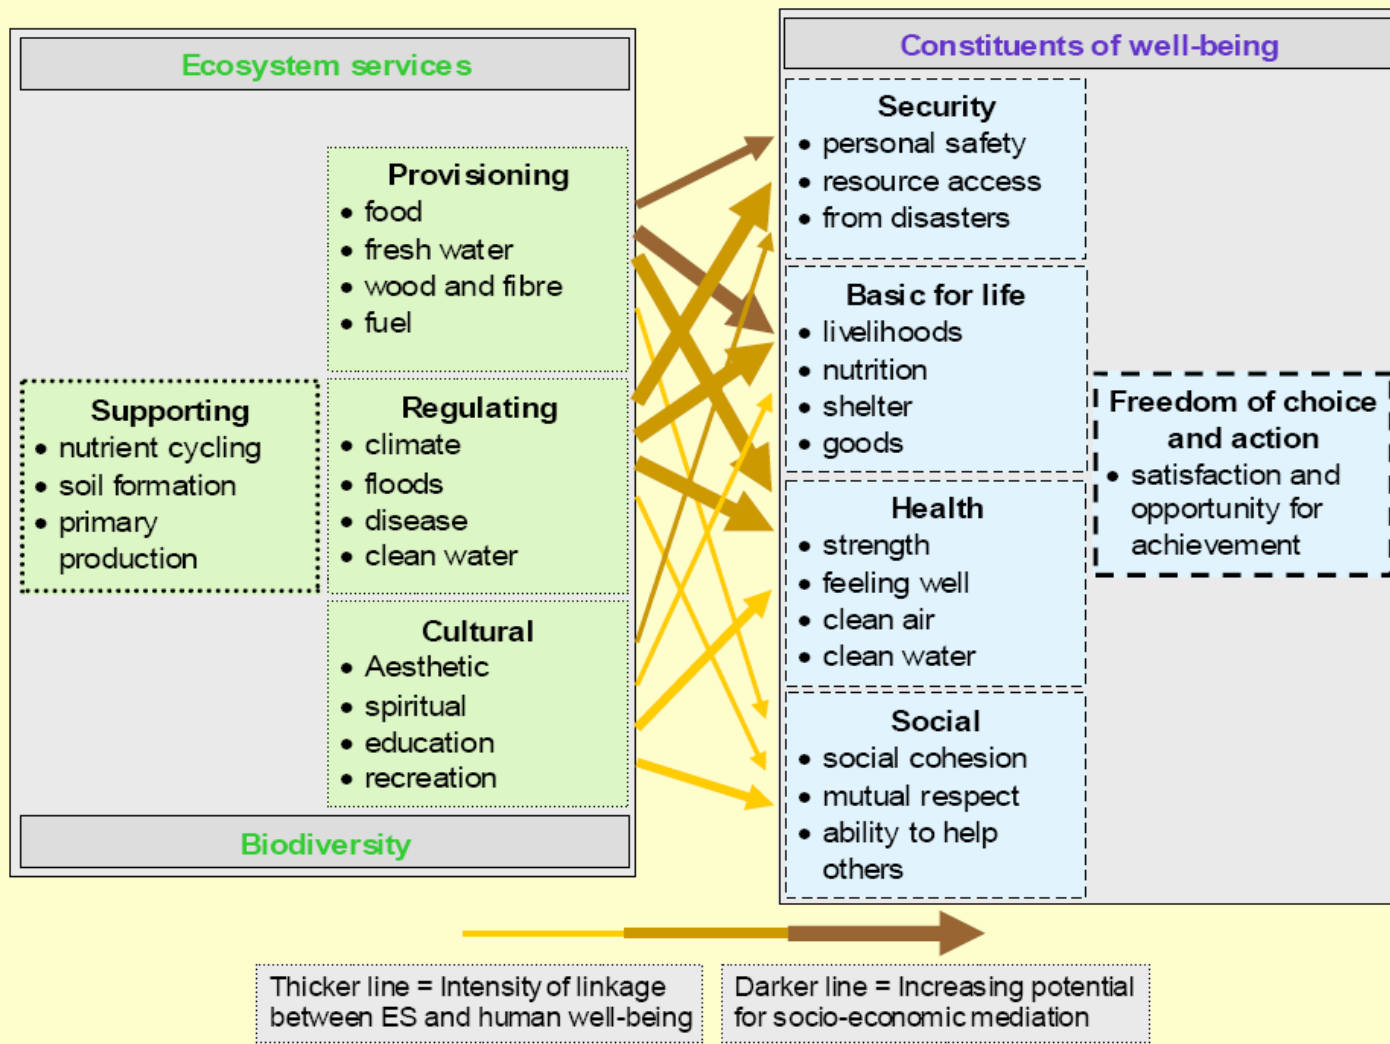 Ecosystem services
Provisioning
• food
• fresh water
• wood and fibre
• fuel
Supporting
• nutrient cycling
• soil formation
• primary
production
Regulating
• climate
• floods
• disease
• clean water
Cultural
• Aesthetic
• spiritual
• education
• recreation
Biodiversity
Constituents of well-being
Security
• personal safety
• resource access
• from disasters
Basic for life
• livelihoods
• nutrition
• shelter
• goods
Health
• strength
• feeling well
• clean air
• clean water
Social
• social cohesion
• mutual respect
• ability to help
others
Freedom of choice
and action
• satisfaction and
opportunity for
achievement
Thicker line = Intensity of linkage
between ES and human well-being
Darker line = Increasing potential
for socio-economic mediation